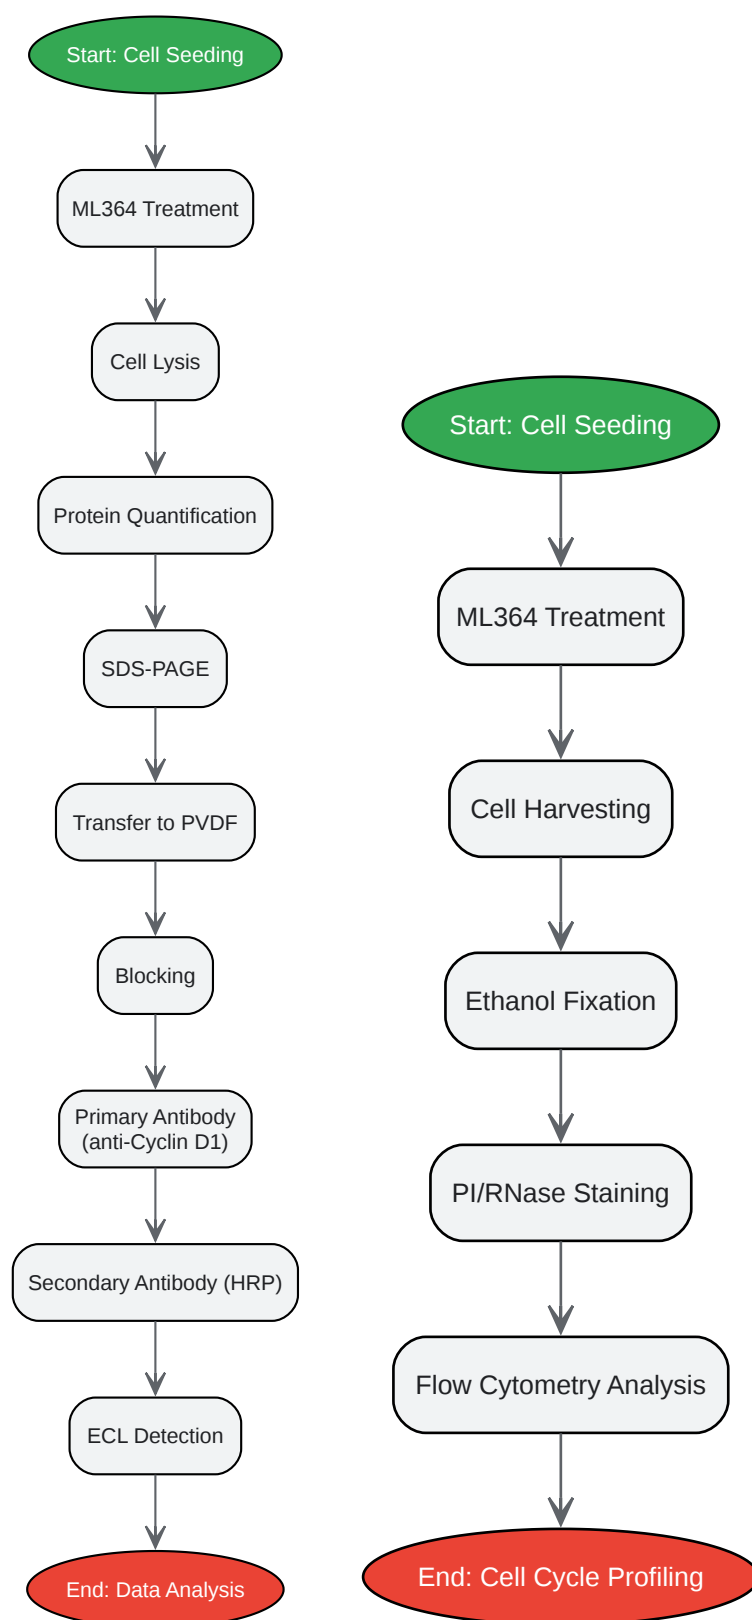 Start: Cell Seeding
ML364 Treatment
Cell Lysis
Protein Quantification
SDS-PAGE
Transfer to PVDF
Blocking
Primary Antibody
(anti-Cyclin D1)
Secondary Antibody (HRP)
ECL Detection
End: Data Analysis
Start: Cell Seeding
ML364 Treatment
Cell Harvesting
Ethanol Fixation
PI/RNase Staining
Flow Cytometry Analysis
End: Cell Cycle Profiling